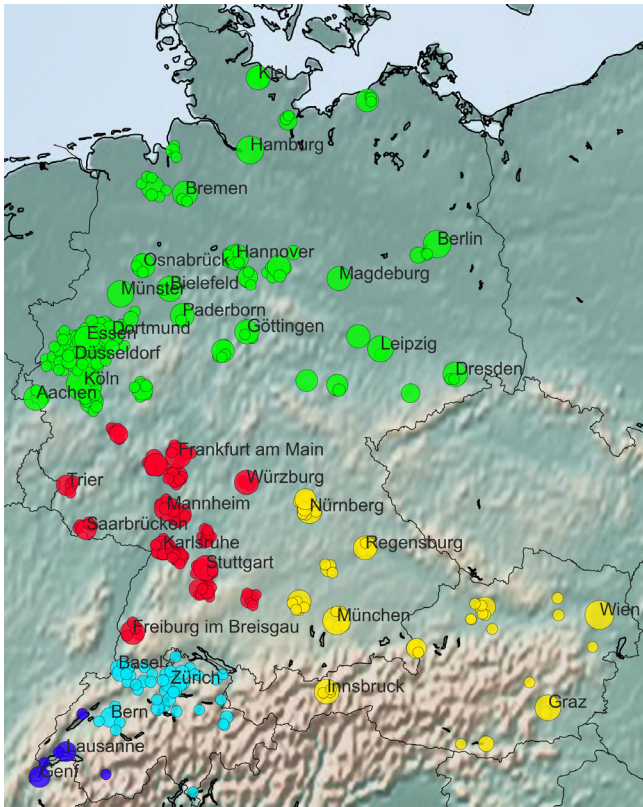 Kiel
Hamburg
Bremen
Berlin
Hannover
Osnabrück
Magdeburg
Bielefeld
Münster
Paderborn
Göttingen
Dortmund
Essen
Leipzig
Düsseldorf
Dresden
Köln
Aachen
Frankfurt am Main
Trier
Würzburg
Mannheim
Nürnberg
Saarbrücken
Karlsruhe
Regensburg
Stuttgart
Wien
München
Freiburg im Breisgau
Basel
Zürich
Innsbruck
Graz
Bern
Lausanne
Genf